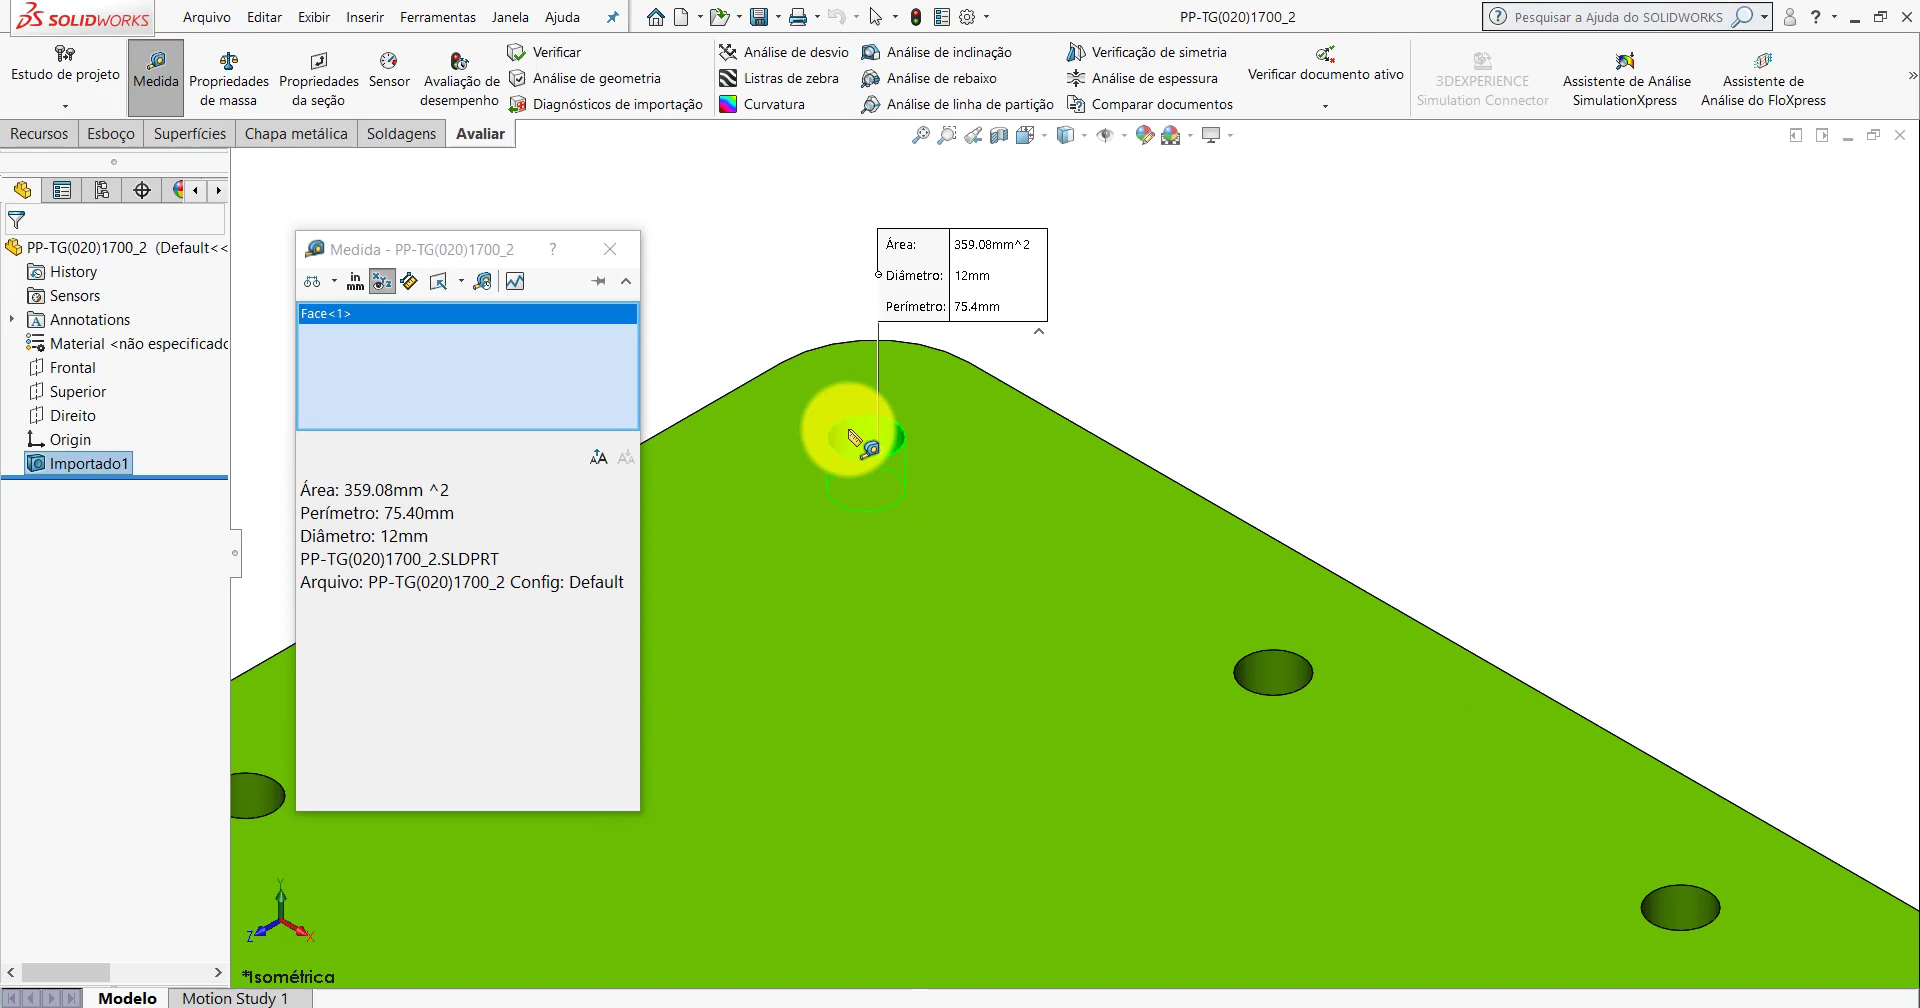 SOLIDWORKS
Arquivo
Editar
Exibir
Inserir
Ferramentas
Janela
Ajuda
PP-TG(020)1700_2
Pesquisar a Ajuda do SOLIDWORKS
Estudo de projeto
Medida
Propriedades
de massa
Propriedades
da seção
Sensor
Avaliação de
desempenho
Verificar
Análise de geometria
Diagnósticos de importação
Análise de desvio
Listras de zebra
Curvatura
Análise de inclinação
Análise de rebaixo
Análise de linha de partição
Verificação de simetria
Análise de espessura
Comparar documentos
Verificar documento ativo
3DEXPERIENCE
Simulation Connector
Assistente de Análise
SimulationXpress
Assistente de
Análise do FloXpress
Recursos
Esboço
Superfícies
Chapa metálica
Soldagens
Avaliar
PP-TG(020)1700_2 (Default<<
History
Sensors
Annotations
Material <não especificado
Frontal
Superior
Direito
Origin
Importado1
Medida - PP-TG(020)1700_2
?
in
mm
Face<1>
Área: 359.08mm ^2
Perímetro: 75.40mm
Diâmetro: 12mm
PP-TG(020)1700_2.SLDPRT
Arquivo: PP-TG(020)1700_2 Config: Default
Área: 359.08mm^2
Diâmetro: 12mm
Perímetro: 75.4mm
Y
Z
X
*Isométrica
Modelo
Motion Study 1